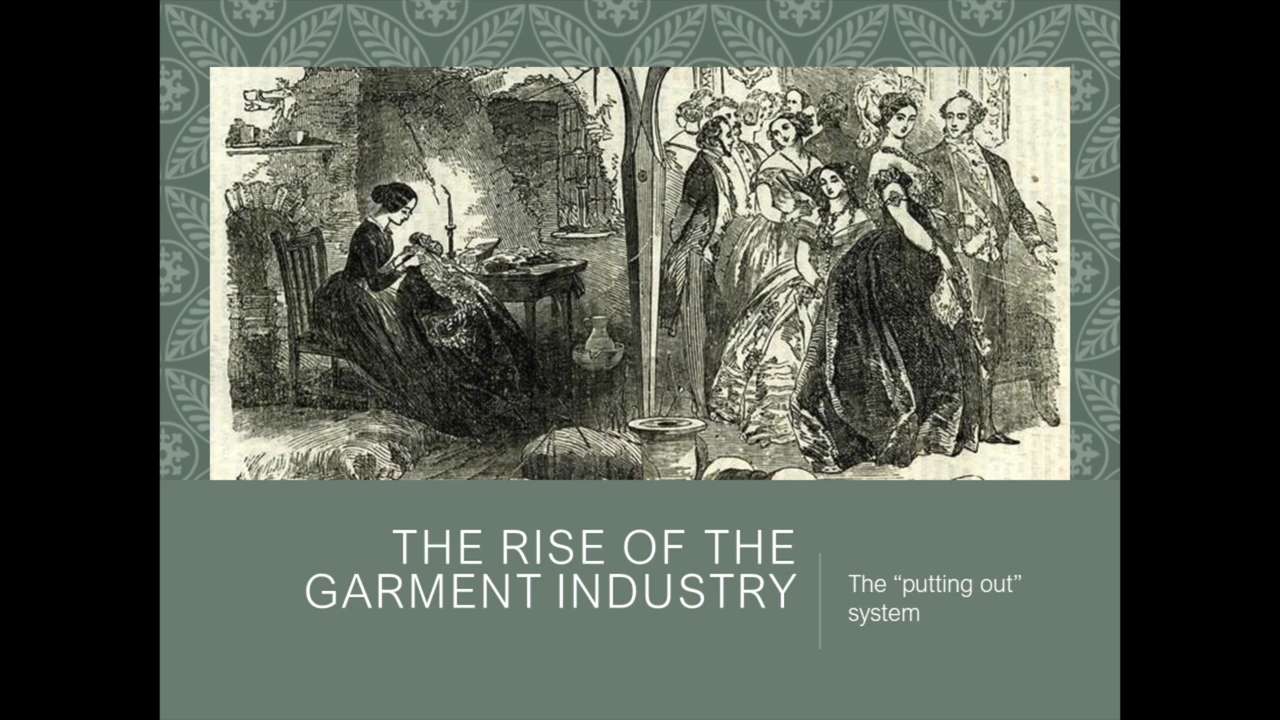 THE RISE OF THE
GARMENT INDUSTRY
The “putting out”
system